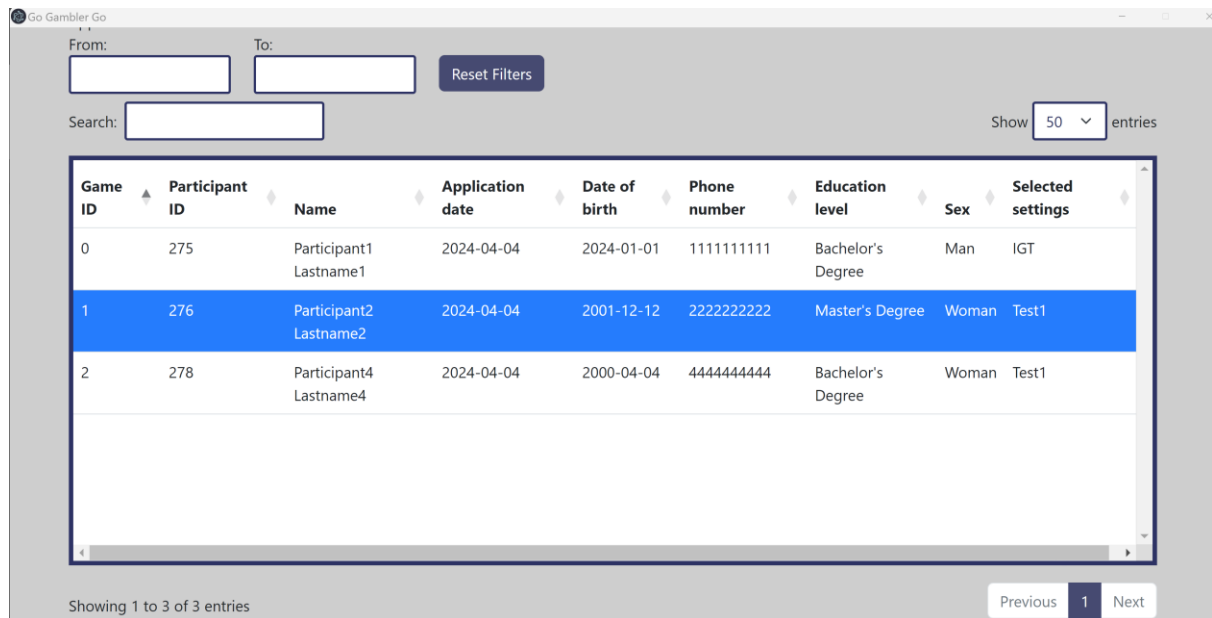 Go Gambler Go
From: To:
Reset Filters
Search: Show 50 entries
Game ID Participant ID Name Application date Date of birth Phone number Education level Sex Selected settings
0 275 Participant1 Lastname1 2024-04-04 2024-01-01 1111111111 Bachelor's Degree Man IGT
1 276 Participant2 Lastname2 2024-04-04 2001-12-12 2222222222 Master's Degree Woman Test1
2 278 Participant4 Lastname4 2024-04-04 2000-04-04 4444444444 Bachelor's Degree Woman Test1
Showing 1 to 3 of 3 entries Previous 1 Next